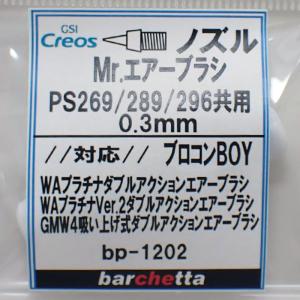 GSI
Creos ノズル
Mr.エアーブラシ
PS269/289/296共用
0.3mm
//対応// プロコンBOY
WAプラチナダブルアクションエアーブラシ
WAプラチナVer.2ダブルアクションエアーブラシ
GMW4吸い上げ式ダブルアクションエアーブラシ
bp-1202
barchetta